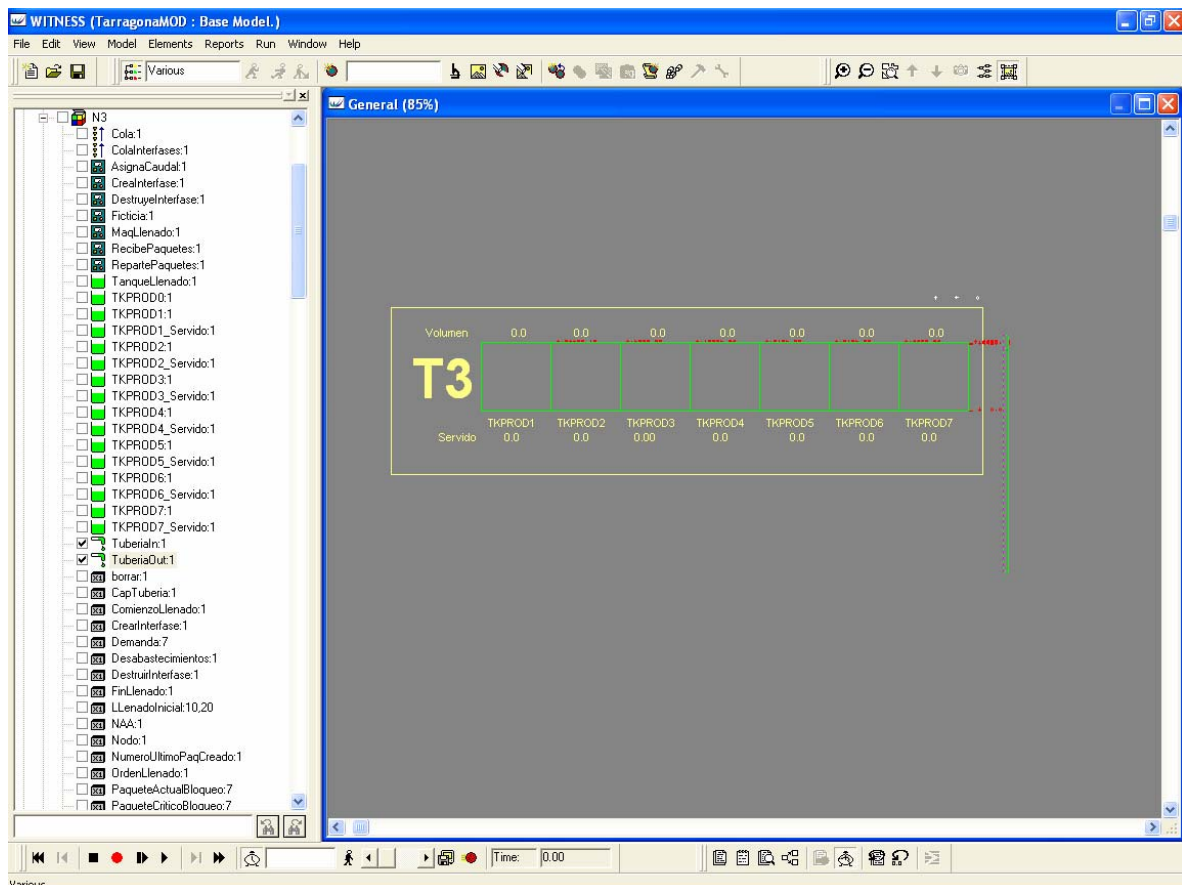 WITNESS (TarragonaMOD : Base Model.)
File Edit View Model Elements Reports Run Window Help
Various
General (85%)
N3
Cola:1
ColaInterfases:1
AsignaCaudal:1
CreaInterfase:1
DestruyeInterfase:1
Ficticia:1
MaqLlenado:1
RecibePaquetes:1
RepartePaquetes:1
TanqueLlenado:1
TKPROD0:1
TKPROD1:1
TKPROD1_Servido:1
TKPROD2:1
TKPROD2_Servido:1
TKPROD3:1
TKPROD3_Servido:1
TKPROD4:1
TKPROD4_Servido:1
TKPROD5:1
TKPROD5_Servido:1
TKPROD6:1
TKPROD6_Servido:1
TKPROD7:1
TKPROD7_Servido:1
TuberiaIn:1
TuberiaOut:1
borrar:1
CapTuberia:1
ComienzoLlenado:1
CrearInterfase:1
Demanda:7
Desabastecimientos:1
DestruirInterfase:1
FinLlenado:1
LLenadoInicial:10,20
NAA:1
Nodo:1
NumeroUltimoPaqCreado:1
OrdenLlenado:1
PaqueteActualBloqueo:7
PaqueteCriticoBloqueo:7
Volumen 0.0 0.0 0.0 0.0 0.0 0.0 0.0
T3
TKPROD1 TKPROD2 TKPROD3 TKPROD4 TKPROD5 TKPROD6 TKPROD7
Servido 0.0 0.0 0.00 0.0 0.0 0.0 0.0
Time: 0.00
Various